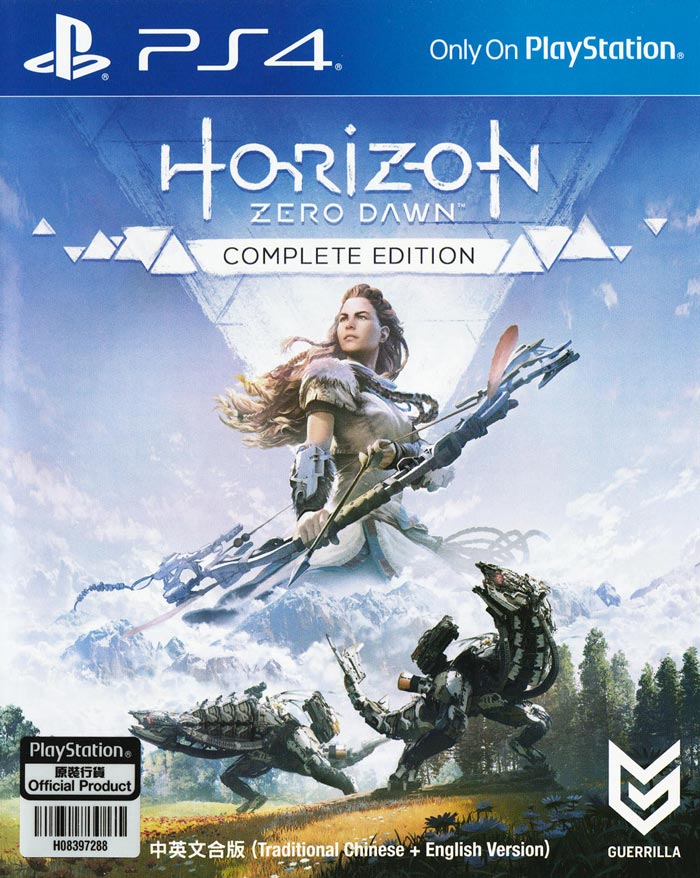 PS4
Only On PlayStation®
HORIZON
ZERO DAWN™
COMPLETE EDITION
PlayStation®
原裝行貨
Official Product
H08397288
中英文合版 (Traditional Chinese + English Version)
GUERRILLA